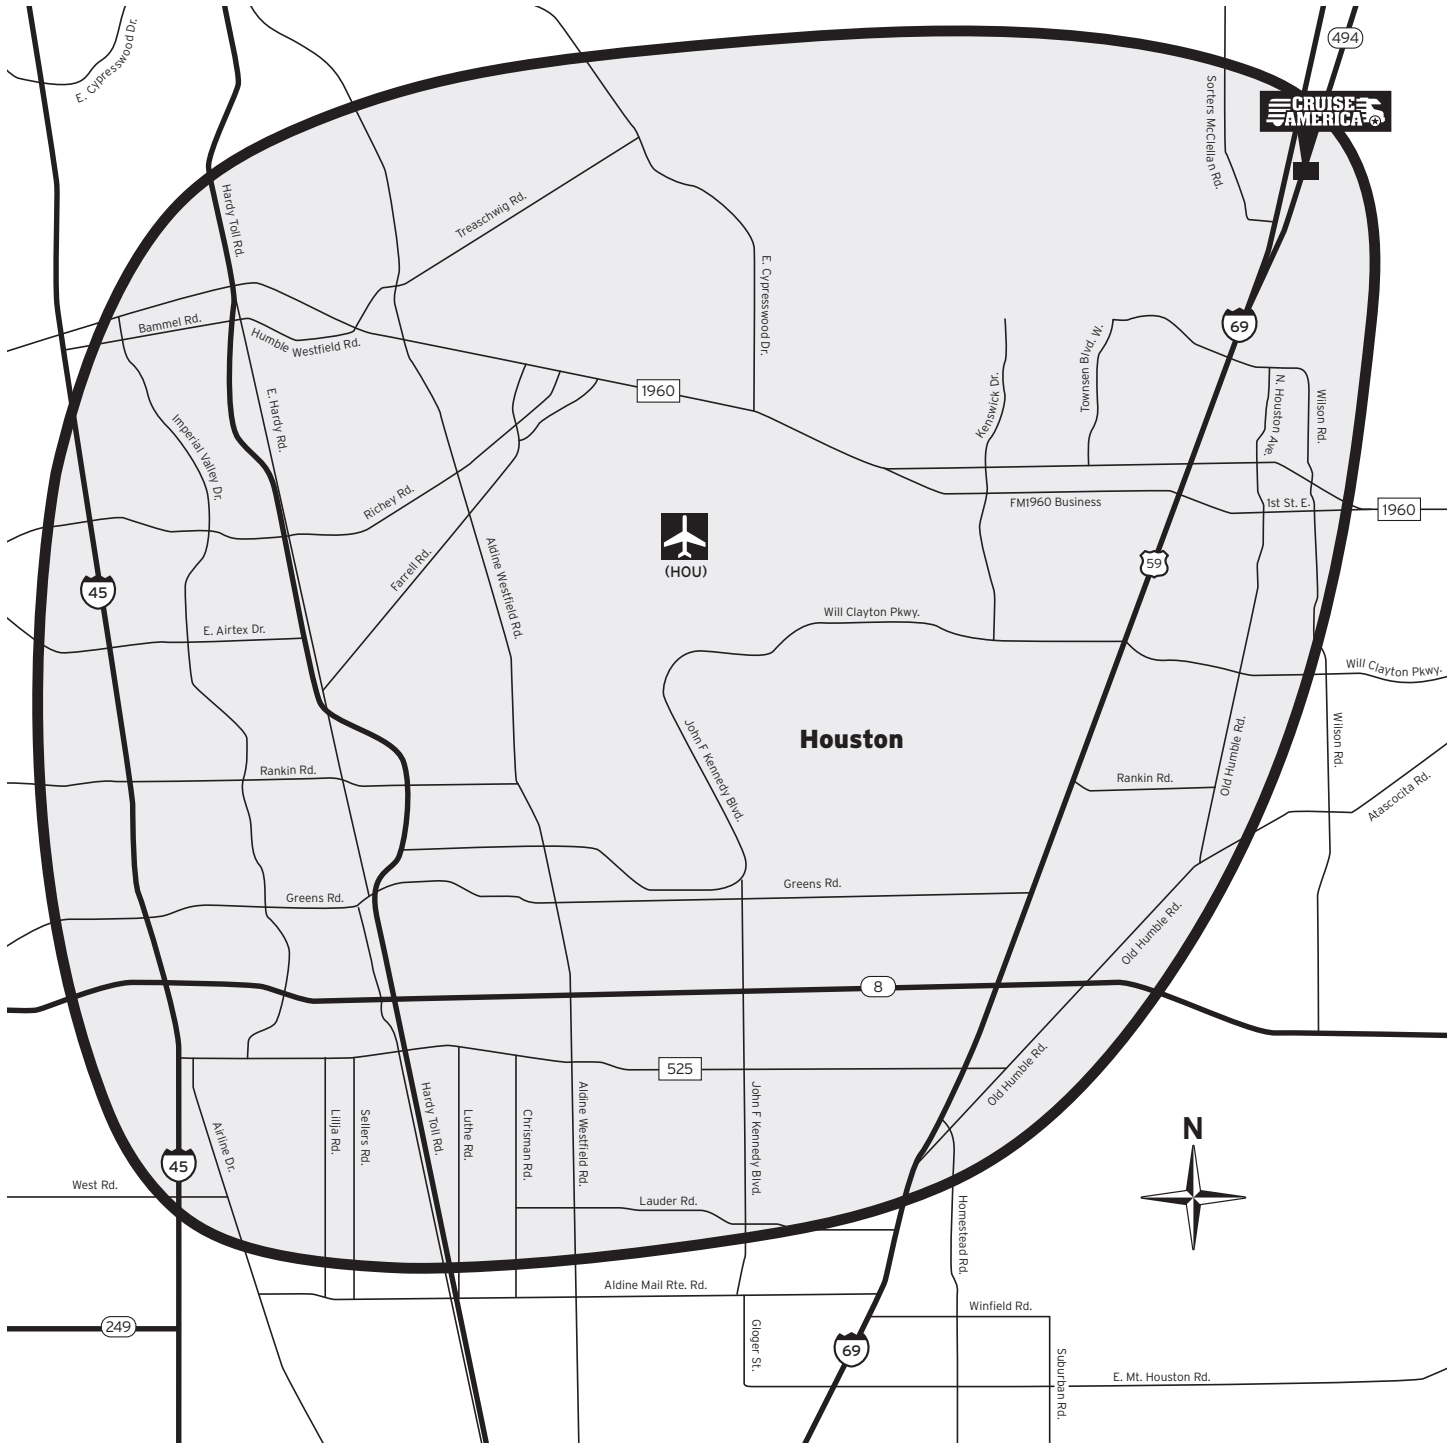 E. Cypresswood Dr.
494
CRUISE
AMERICA
Sorters McClellan Rd.
Hardy Toll Rd.
Treaschwig Rd.
E. Cypresswood Dr.
Bammel Rd.
Humble Westfield Rd.
69
1960
Townsen Blvd. W.
Kenswick Dr.
N. Houston Ave.
Wilson Rd.
E. Hardy Rd.
Imperial Valley Dr.
Richey Rd.
FM1960 Business
1st St. E.
1960
Farrell Rd.
Aldine Westfield Rd.
(HOU)
59
45
E. Airtex Dr.
Will Clayton Pkwy.
Will Clayton Pkwy.
John F Kennedy Blvd.
Houston
Old Humble Rd.
Wilson Rd.
Rankin Rd.
Rankin Rd.
Atascocita Rd.
Greens Rd.
Greens Rd.
Old Humble Rd.
8
525
Old Humble Rd.
Airline Dr.
Lillja Rd.
Sellers Rd.
Hardy Toll Rd.
Luthe Rd.
Chrisman Rd.
Aldine Westfield Rd.
John F Kennedy Blvd.
N
45
West Rd.
Lauder Rd.
Homestead Rd.
Aldine Mail Rte. Rd.
Winfield Rd.
249
Gloger St.
69
Suburban Rd.
E. Mt. Houston Rd.